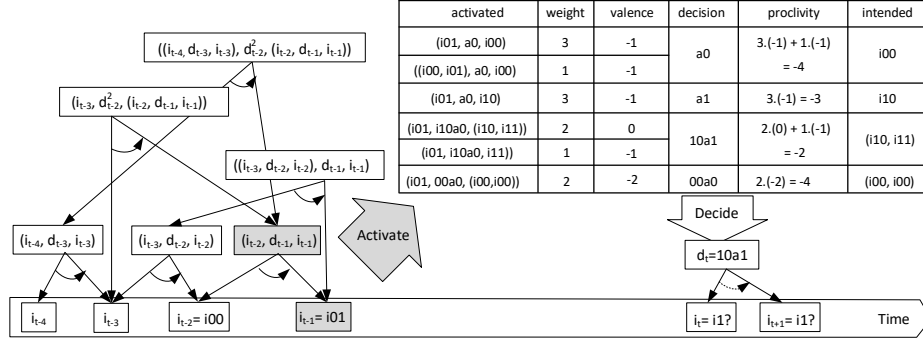 ((i_{t-4}, d_{t-3}, i_{t-3}), d²_{t-2}, (i_{t-2}, d_{t-1}, i_{t-1}))
(i_{t-3}, d²_{t-2}, (i_{t-2}, d_{t-1}, i_{t-1}))
((i_{t-3}, d_{t-2}, i_{t-2}), d_{t-1}, i_{t-1})
(i_{t-4}, d_{t-3}, i_{t-3}) (i_{t-3}, d_{t-2}, i_{t-2}) (i_{t-2}, d_{t-1}, i_{t-1})
Activate
activated weight valence decision proclivity intended
(i01, a0, i00) 3 -1 a0 3.(-1) + 1.(-1) i00
((i00, i01), a0, i00) 1 -1 = -4
(i01, a0, i10) 3 -1 a1 3.(-1) = -3 i10
(i01, i10a0, (i10, i11)) 2 0 10a1 2.(0) + 1.(-1) (i10, i11)
(i01, i10a0, i11)) 1 -1 = -2
(i01, 00a0, (i00,i00)) 2 -2 00a0 2.(-2) = -4 (i00, i00)
Decide
d_t=10a1
i_{t-4} i_{t-3} i_{t-2}= i00 i_{t-1}= i01 i_t= i1? i_{t+1}= i1? Time